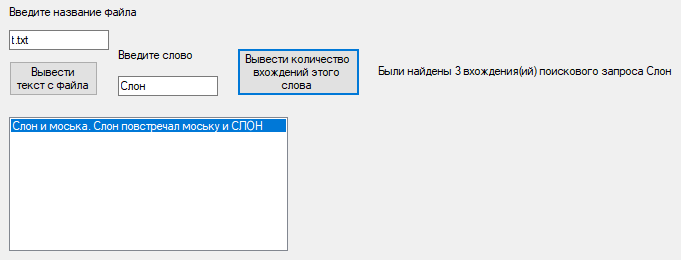 Введите название файла
t.txt
Введите слово
Вывести
текст с файла
Слон
Вывести количество
вхождений этого
слова
Были найдены 3 вхождения(ий) поискового запроса Слон
Слон и моська. Слон повстречал моську и СЛОН